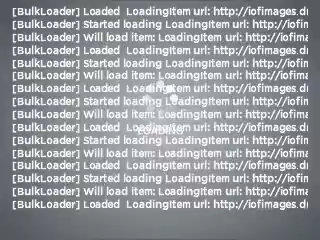 [BulkLoader] Loaded LoadingItem url: http://iofimages.d
[BulkLoader] Started loading LoadingItem url: http://iofim
[BulkLoader] Will load item: LoadingItem url: http://iofima
[BulkLoader] Loaded LoadingItem url: http://iofimages.d
[BulkLoader] Started loading LoadingItem url: http://iofim
[BulkLoader] Will load item: LoadingItem url: http://iofima
[BulkLoader] Loaded LoadingItem url: http://iofimages.d
[BulkLoader] Started loading LoadingItem url: http://iofim
[BulkLoader] Will load item: LoadingItem url: http://iofima
[BulkLoader] Loaded LoadingItem url: http://iofimages.d
[BulkLoader] Started loading LoadingItem url: http://iofim
[BulkLoader] Will load item: LoadingItem url: http://iofima
[BulkLoader] Loaded LoadingItem url: http://iofimages.d
[BulkLoader] Started loading LoadingItem url: http://iofim
[BulkLoader] Will load item: LoadingItem url: http://iofima
[BulkLoader] Loaded LoadingItem url: http://iofimages.d